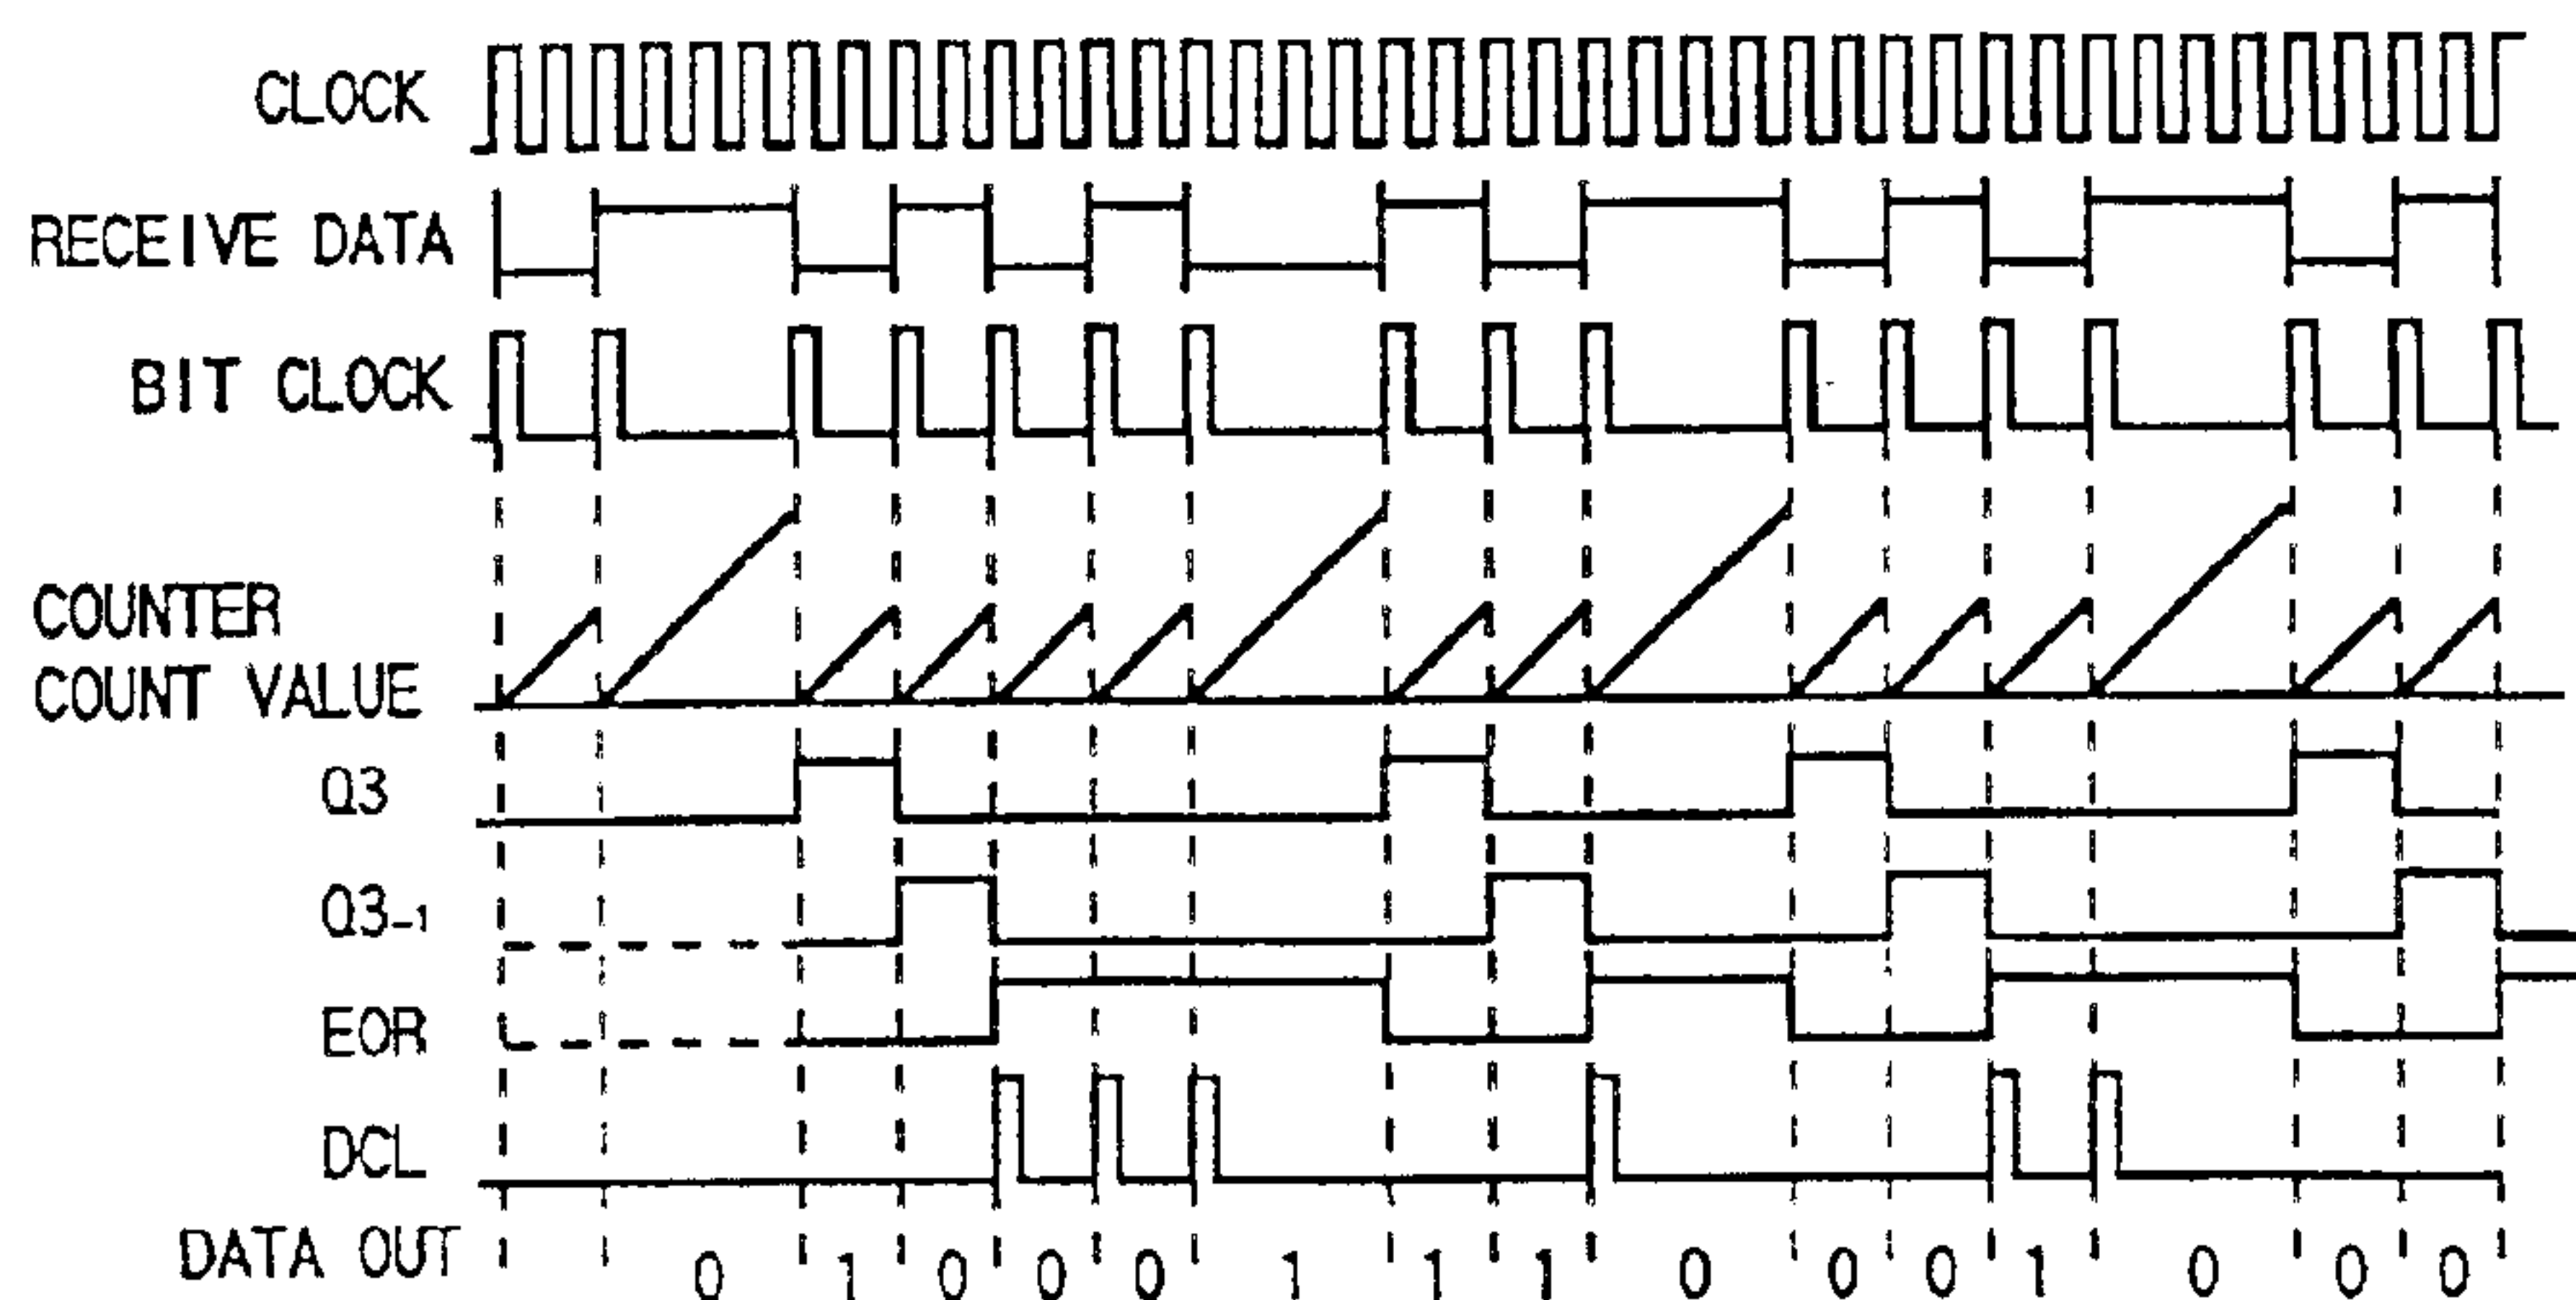 CLOCK
RECEIVE DATA
BIT CLOCK
COUNTER
COUNT VALUE
Q3
Q3-1
EOR
DCL
DATA OUT 0 1 0 0 0 1 1 1 0 0 0 1 0 0 0